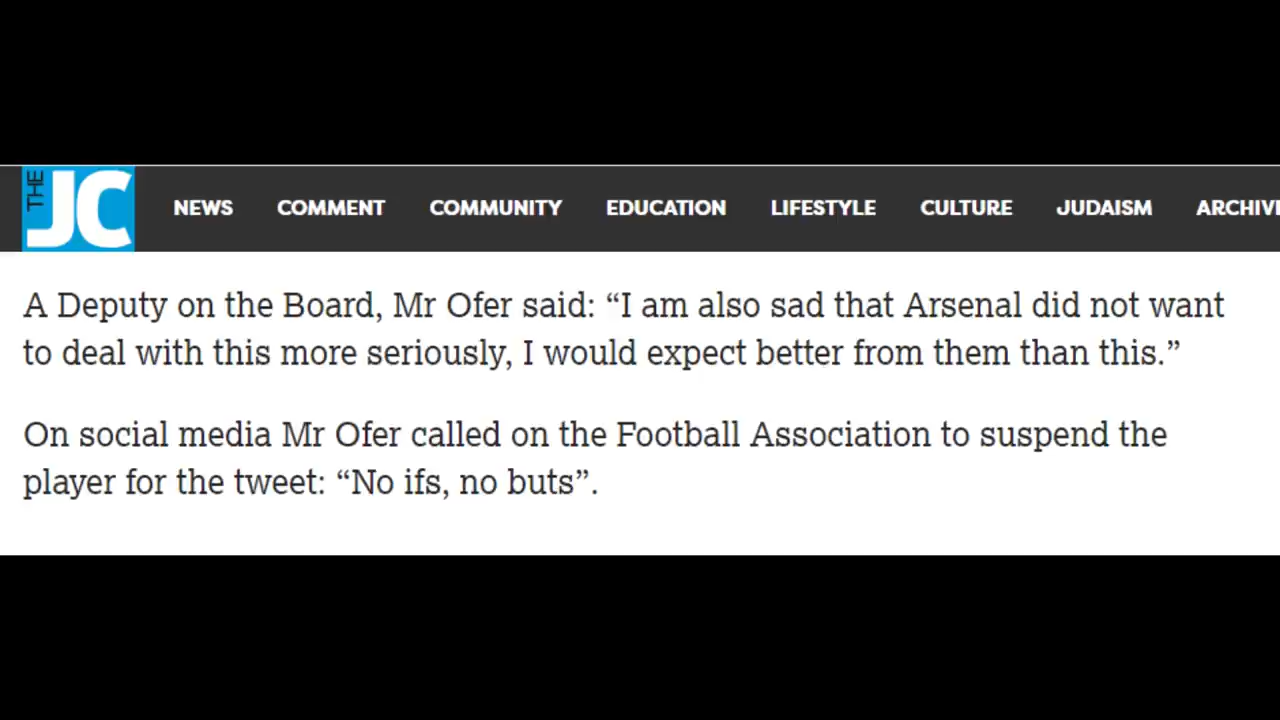 THE JC NEWS COMMENT COMMUNITY EDUCATION LIFESTYLE CULTURE JUDAISM ARCHIVI
A Deputy on the Board, Mr Ofer said: “I am also sad that Arsenal did not want
to deal with this more seriously, I would expect better from them than this.”
On social media Mr Ofer called on the Football Association to suspend the
player for the tweet: “No ifs, no buts”.